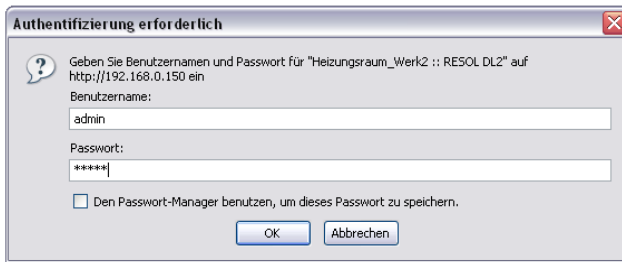 Authentifizierung erforderlich
Geben Sie Benutzernamen und Passwort für "Heizungsraum_Werk2 :: RESOL DL2" auf
http://192.168.0.150 ein
Benutzername:
admin
Passwort:
*****
Den Passwort-Manager benutzen, um dieses Passwort zu speichern.
OK Abbrechen